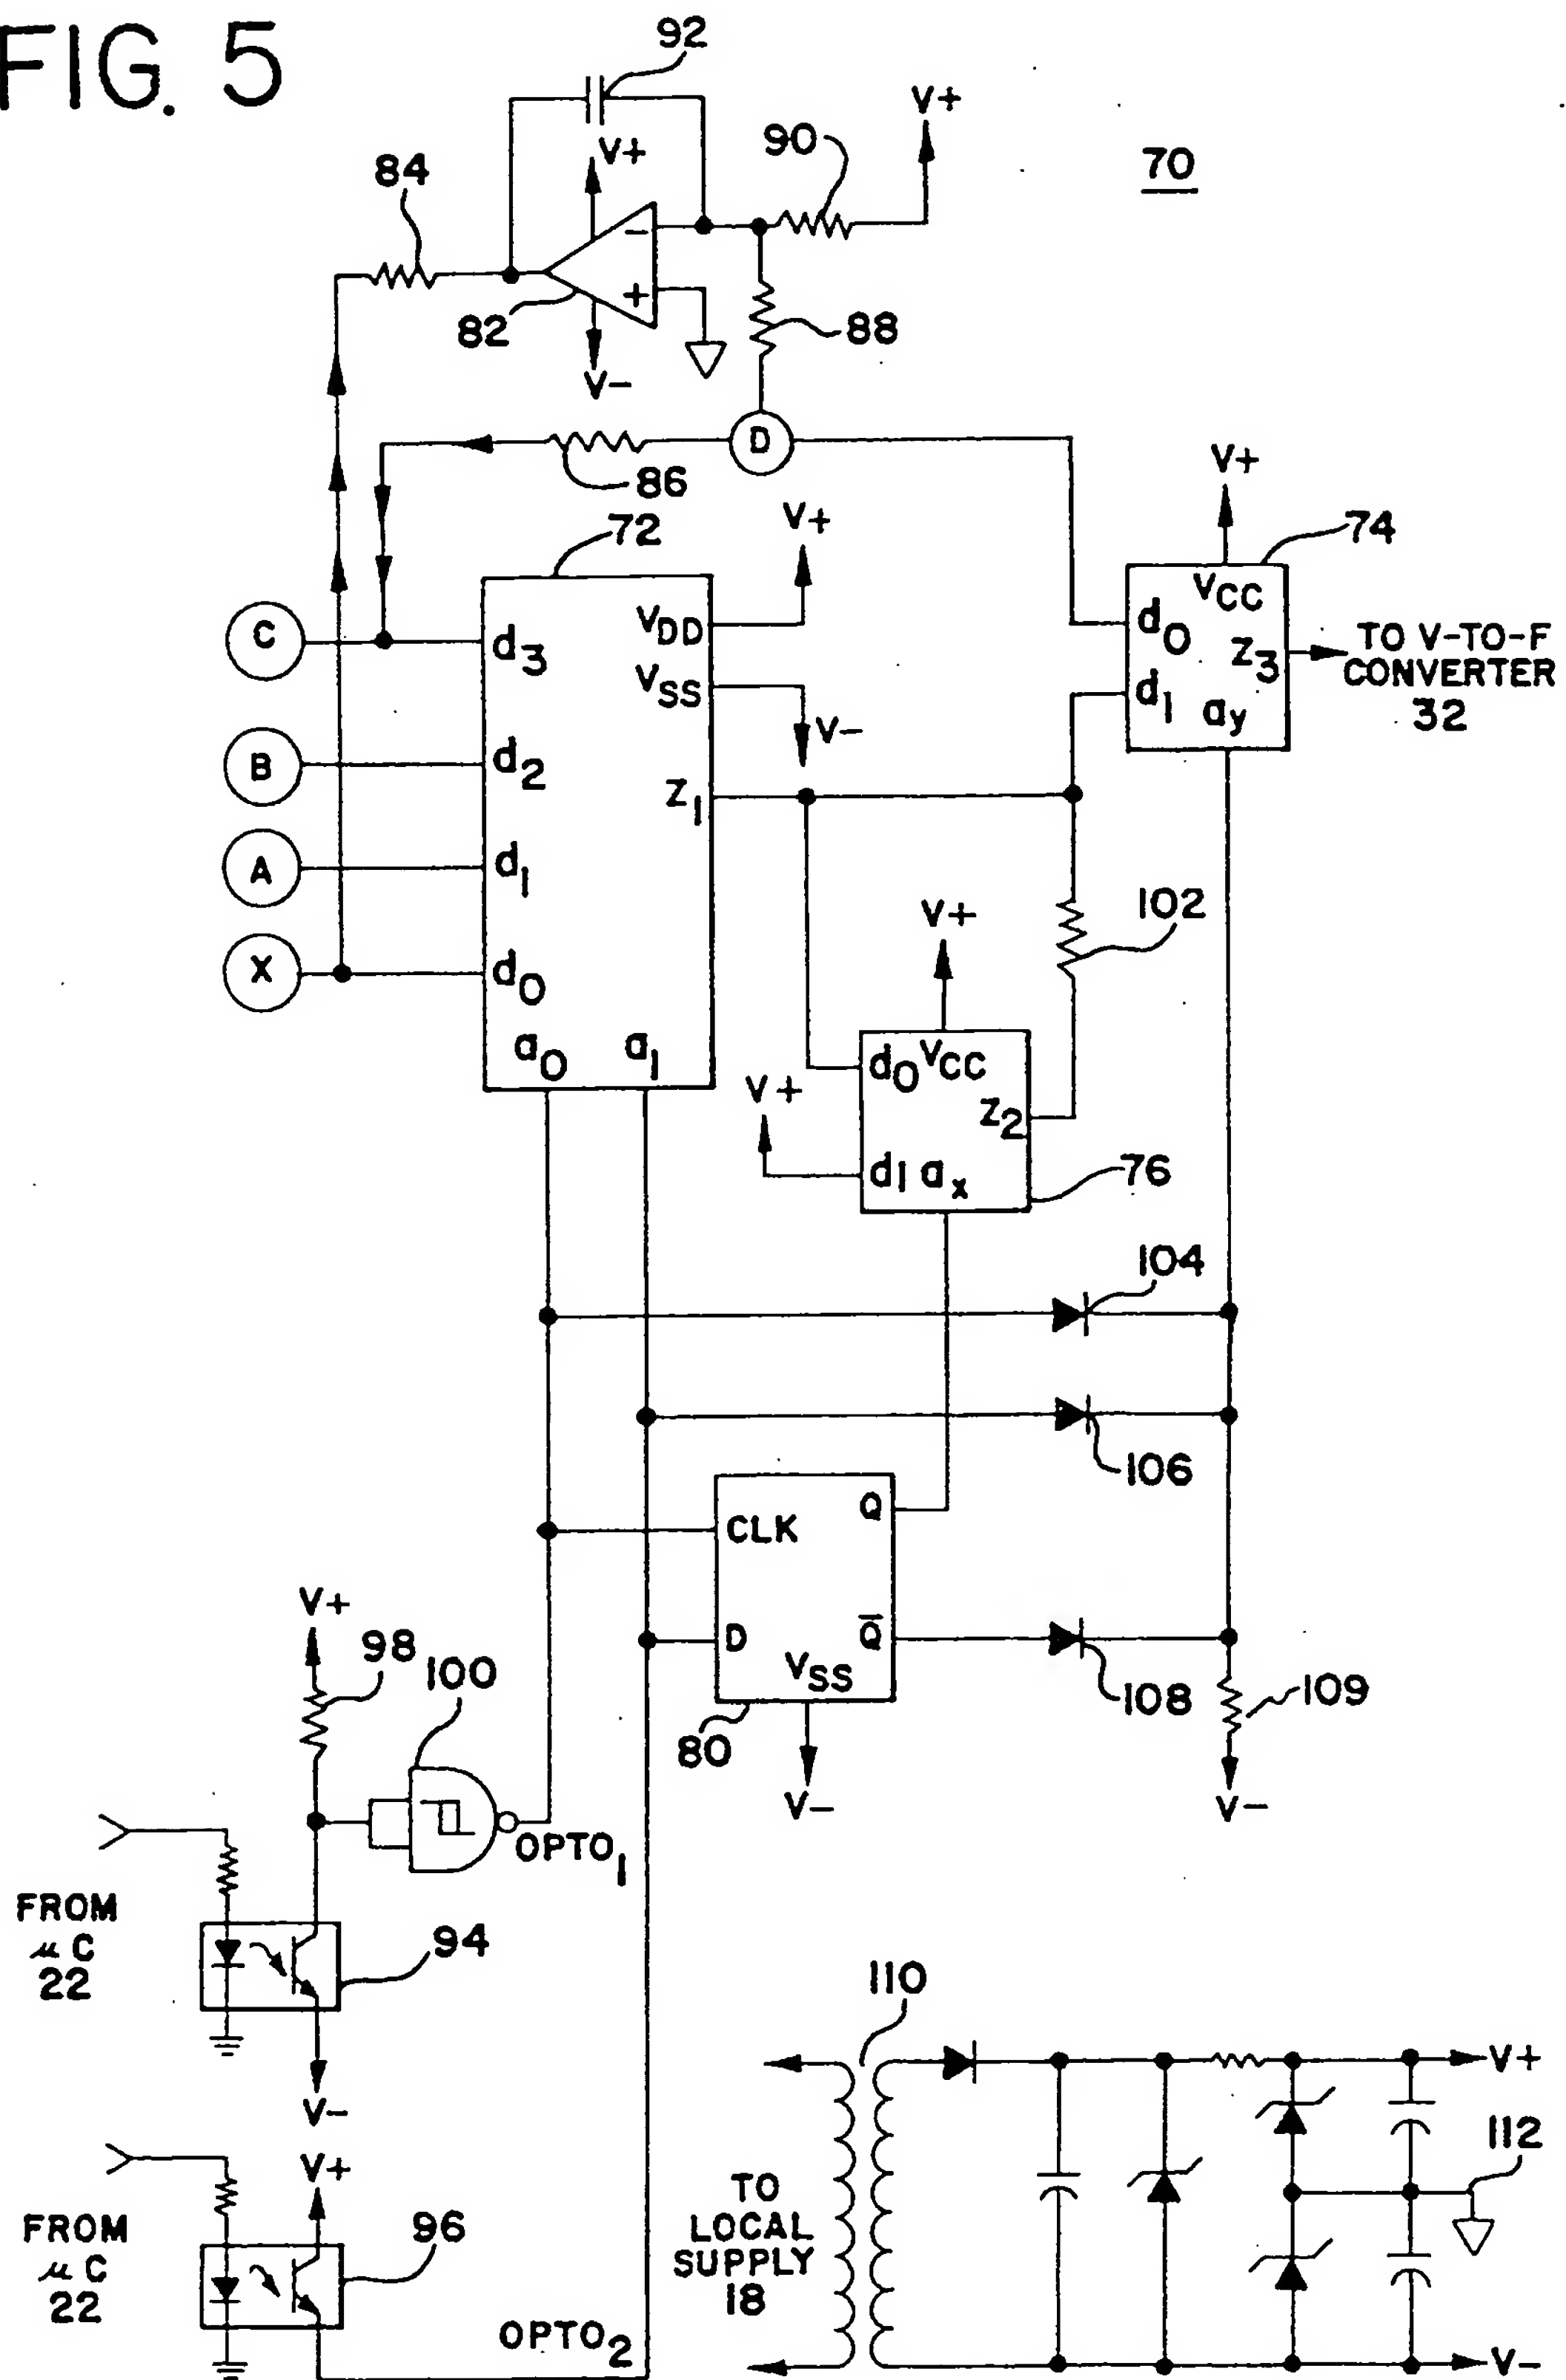 FIG. 5
92
V+
90
70
84
V+
−
+
82
88
V−
D
86
V+
V+
72
74
C
d3
VDD
VCC
d0
Z3
TO V-TO-F
CONVERTER
32
VSS
d1
ay
V−
B
d2
Z1
A
d1
102
V+
X
d0
a0
a1
d0
VCC
V+
Z2
d1
ax
76
104
106
CLK
Q
V+
98
100
D
Q̅
VSS
108
109
80
V−
V−
OPTO1
FROM
μC
22
94
110
V−
V+
V+
112
TO
LOCAL
SUPPLY
18
FROM
μC
22
96
OPTO2
V−